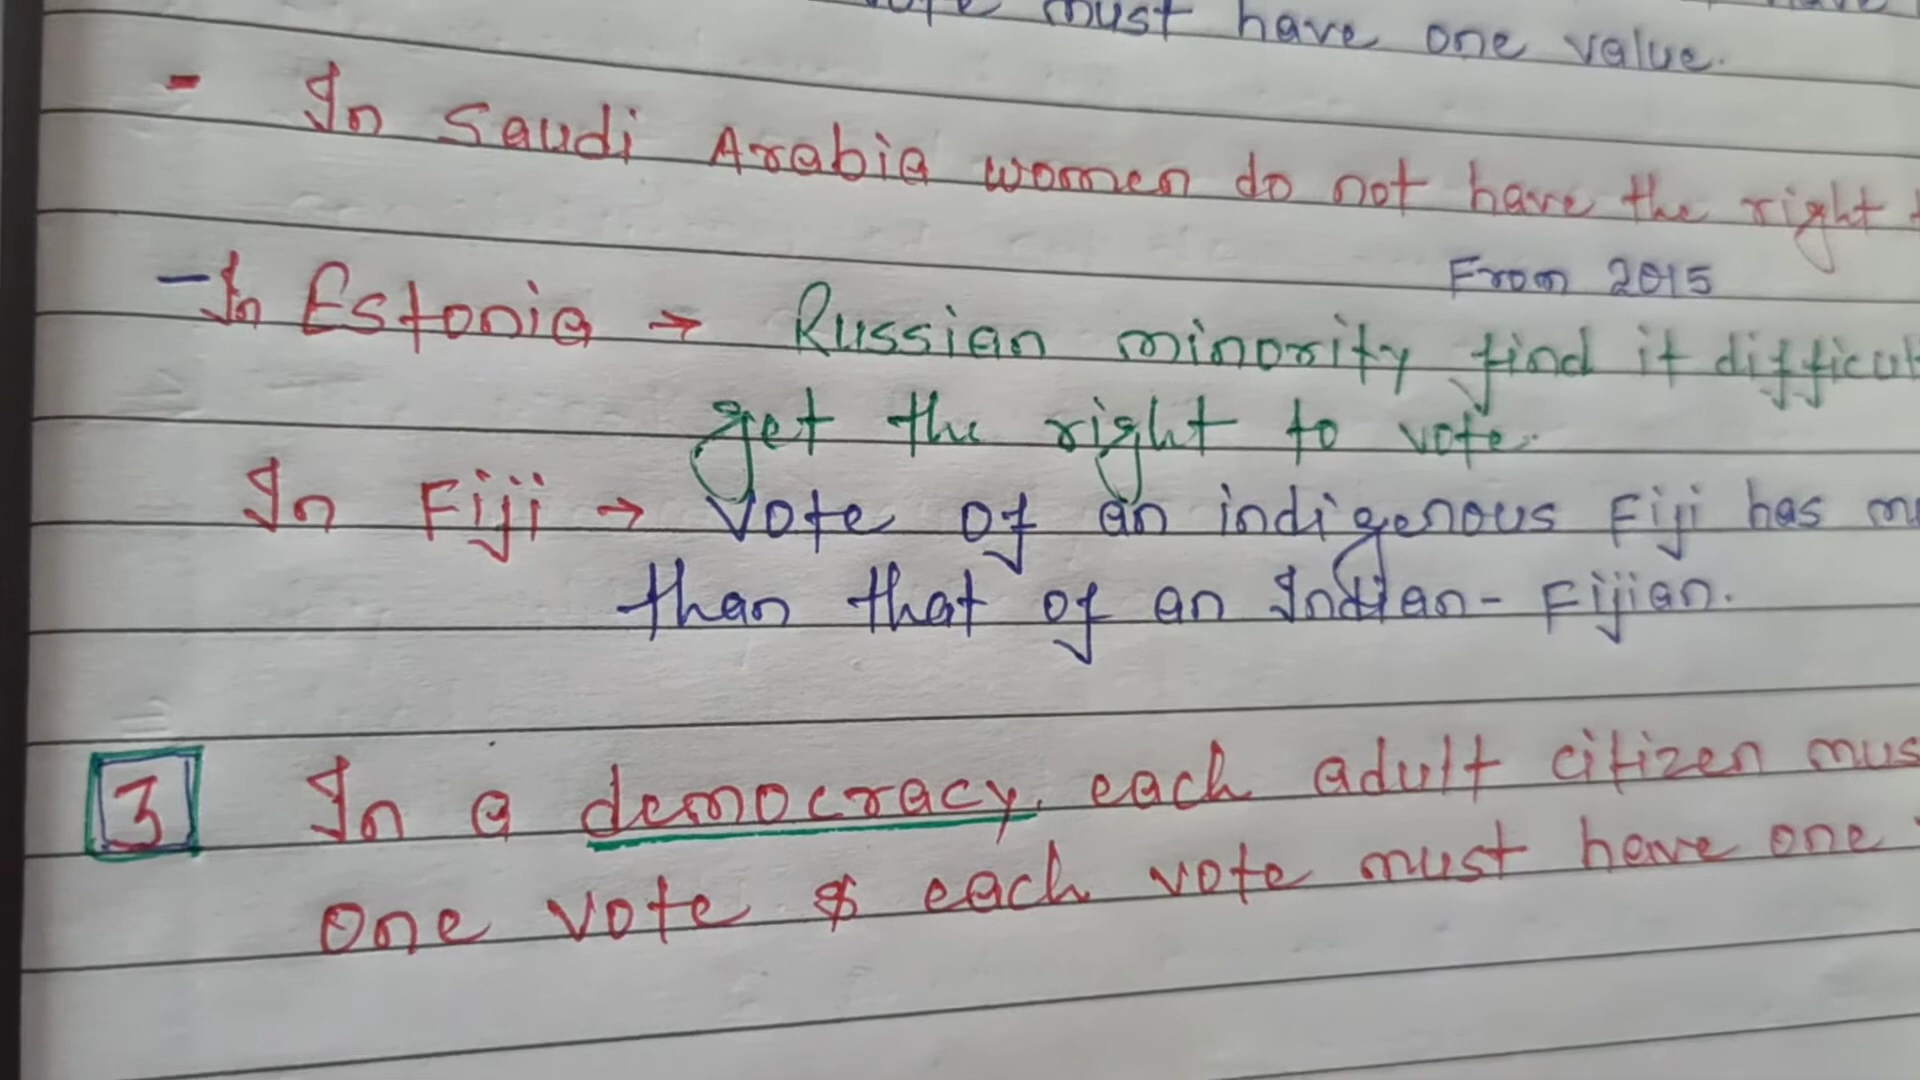 vote must have one value.
- In Saudi Arabia women do not have the right
From 2015
- In Estonia → Russian minority find it difficult
get the right to vote.
In Fiji → Vote of an indigenous Fiji has
than that of an Indian-Fijian.
3 In a democracy, each adult citizen
one vote & each vote must have one